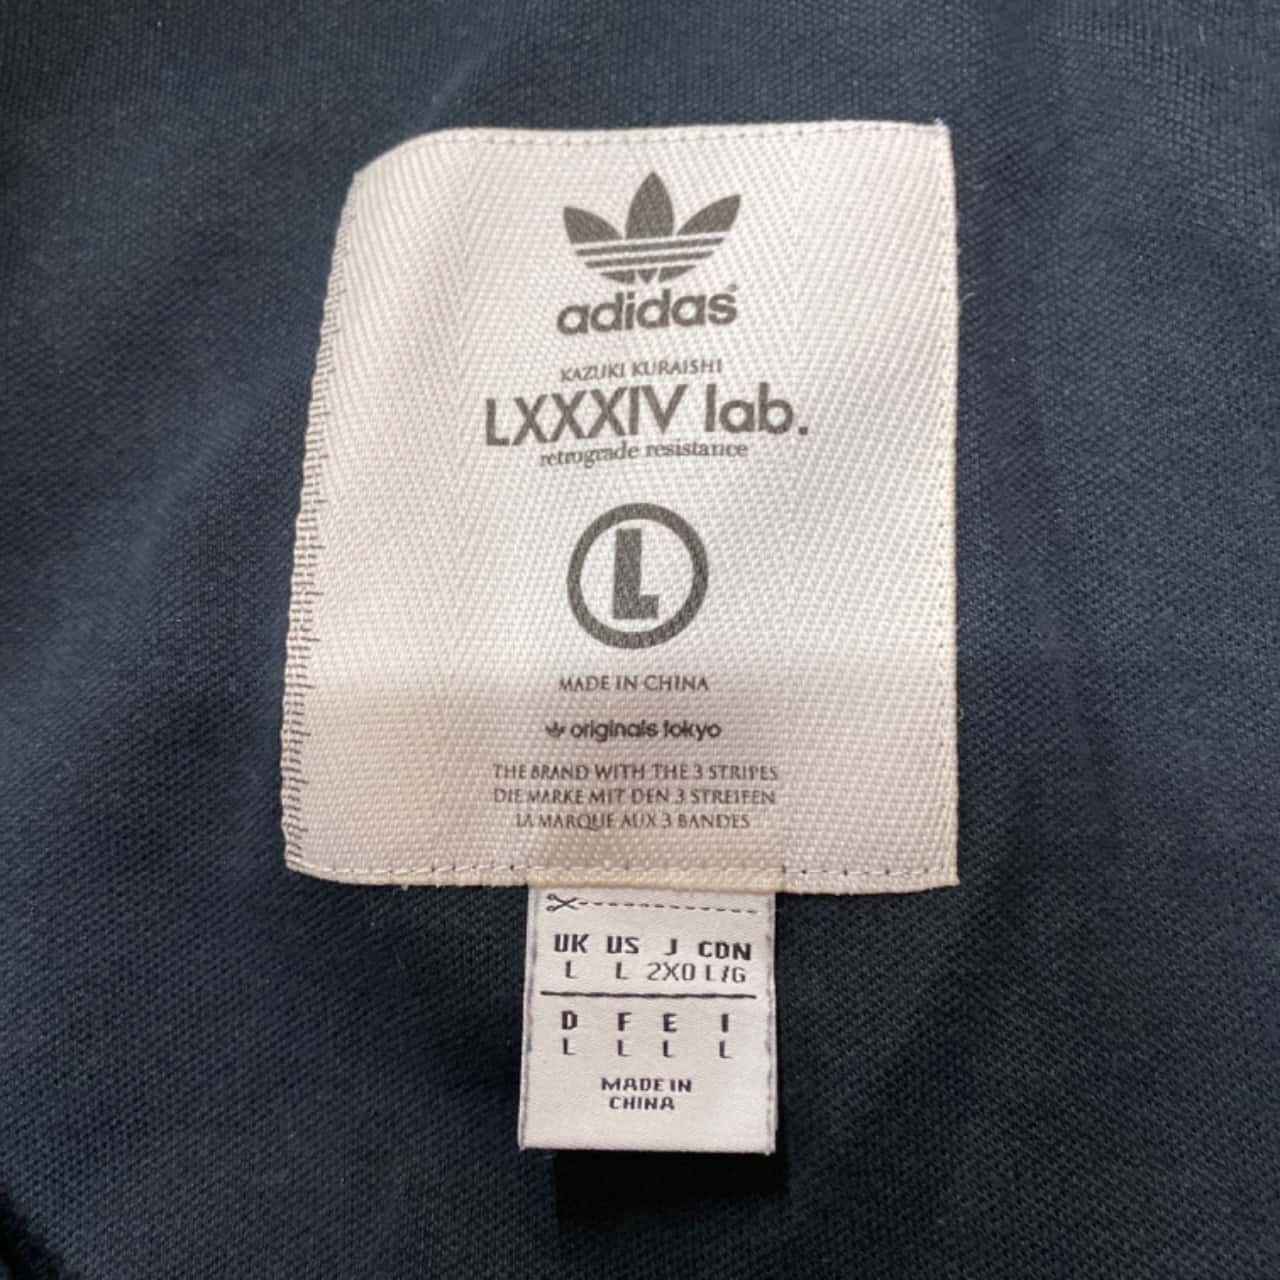 adidas
KAZUKI KURAISHI
LXXXIV lab.
retrograde resistance
L
MADE IN CHINA
originals tokyo
THE BRAND WITH THE 3 STRIPES
DIE MARKE MIT DEN 3 STREIFEN
LA MARQUE AUX 3 BANDES
UK US J CDN
L L 2XO L/G
D F E I
L L L L
MADE IN
CHINA